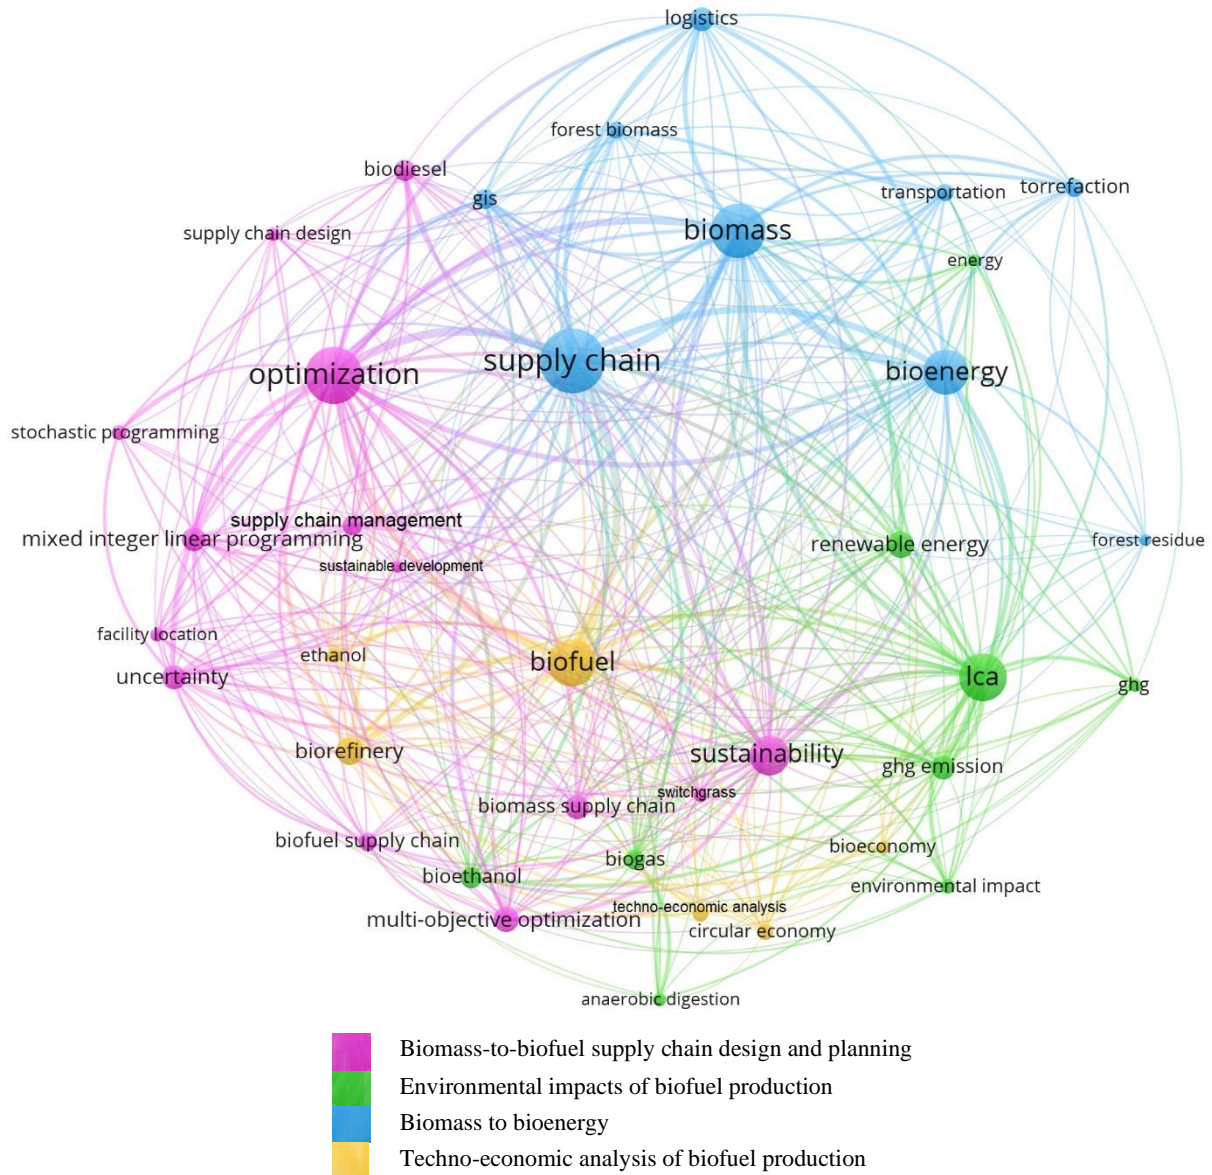 logistics
forest biomass
biodiesel
gis
transportation
torrefaction
supply chain design
biomass
energy
optimization
supply chain
bioenergy
stochastic programming
supply chain management
mixed integer linear programming
renewable energy
forest residue
sustainable development
facility location
ethanol
biofuel
uncertainty
lca
ghg
biorefinery
sustainability
ghg emission
switchgrass
biomass supply chain
biofuel supply chain
bioeconomy
biogas
bioethanol
environmental impact
techno-economic analysis
multi-objective optimization
circular economy
anaerobic digestion
Biomass-to-biofuel supply chain design and planning
Environmental impacts of biofuel production
Biomass to bioenergy
Techno-economic analysis of biofuel production